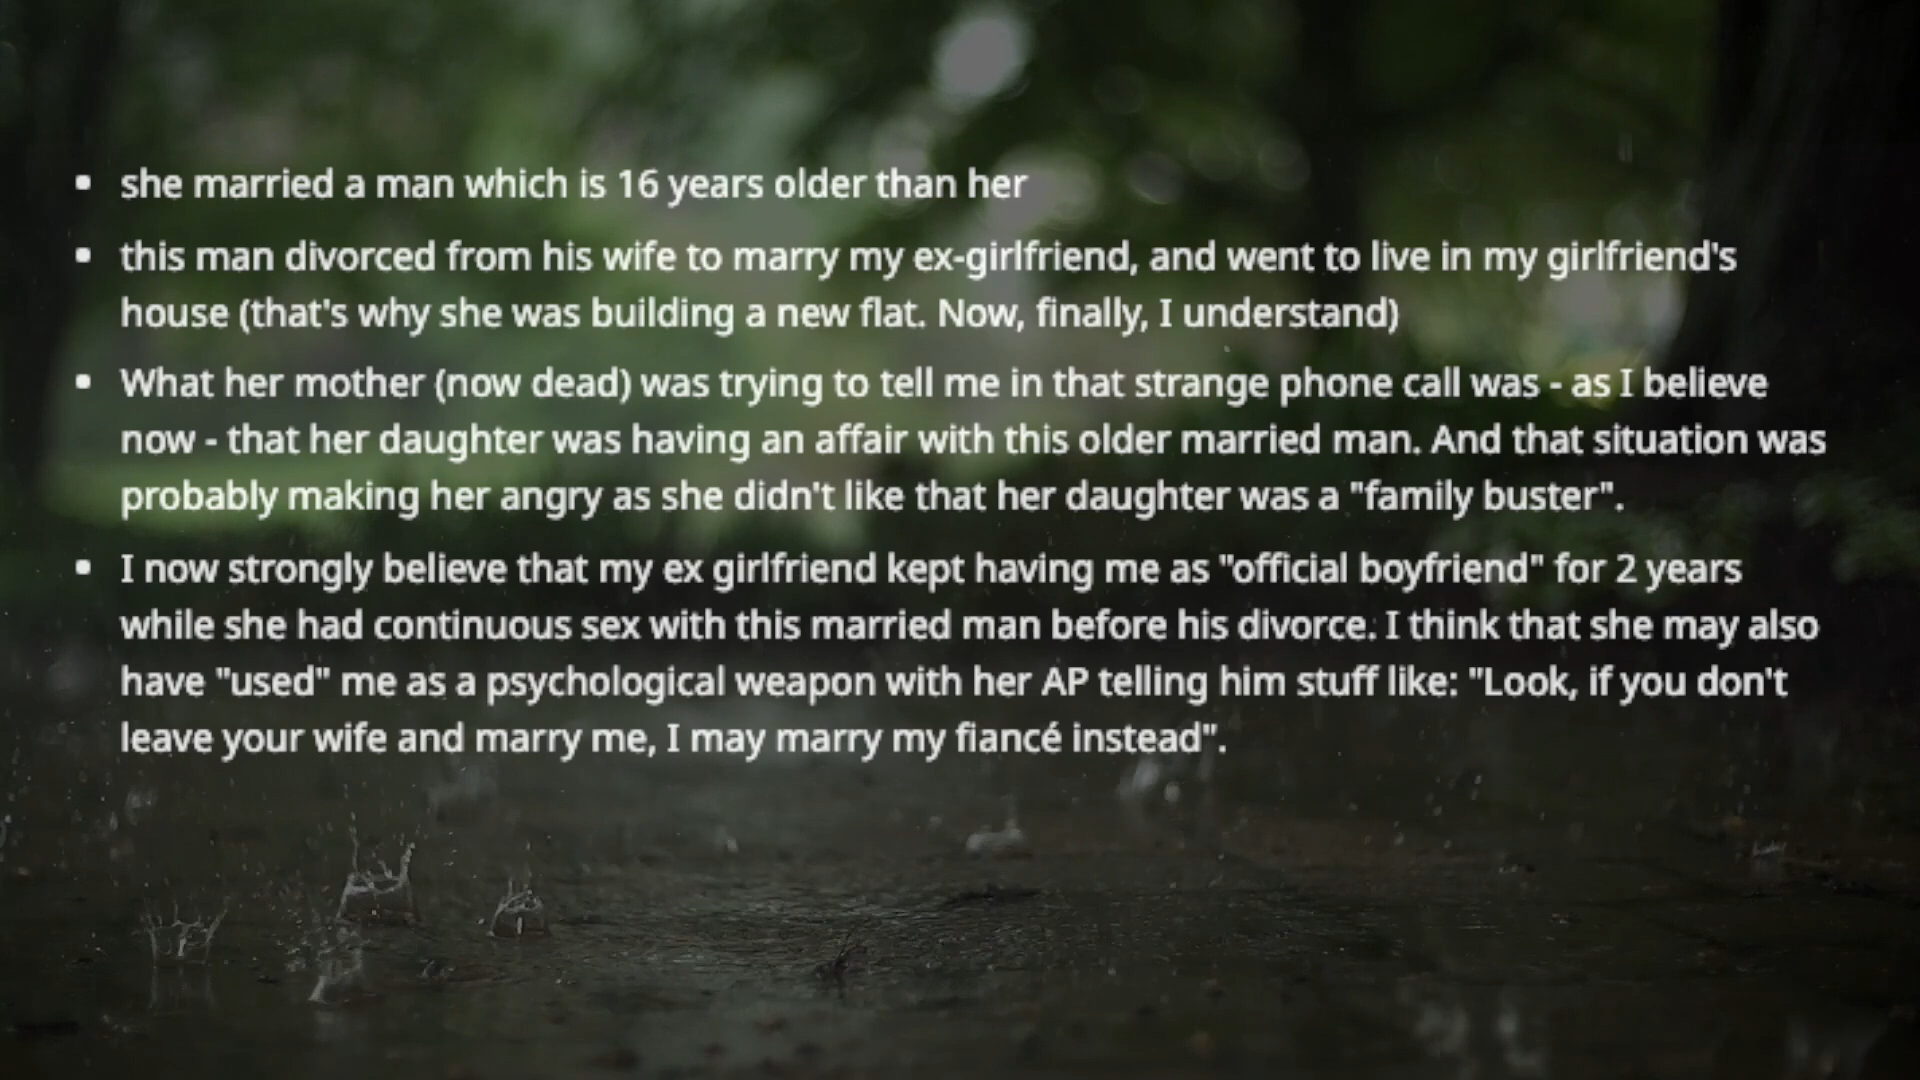 ▪ she married a man which is 16 years older than her
▪ this man divorced from his wife to marry my ex-girlfriend, and went to live in my girlfriend's
house (that's why she was building a new flat. Now, finally, I understand)
▪ What her mother (now dead) was trying to tell me in that strange phone call was - as I believe
now - that her daughter was having an affair with this older married man. And that situation was
probably making her angry as she didn't like that her daughter was a "family buster".
▪ I now strongly believe that my ex girlfriend kept having me as "official boyfriend" for 2 years
while she had continuous sex with this married man before his divorce. I think that she may also
have "used" me as a psychological weapon with her AP telling him stuff like: "Look, if you don't
leave your wife and marry me, I may marry my fiancé instead".